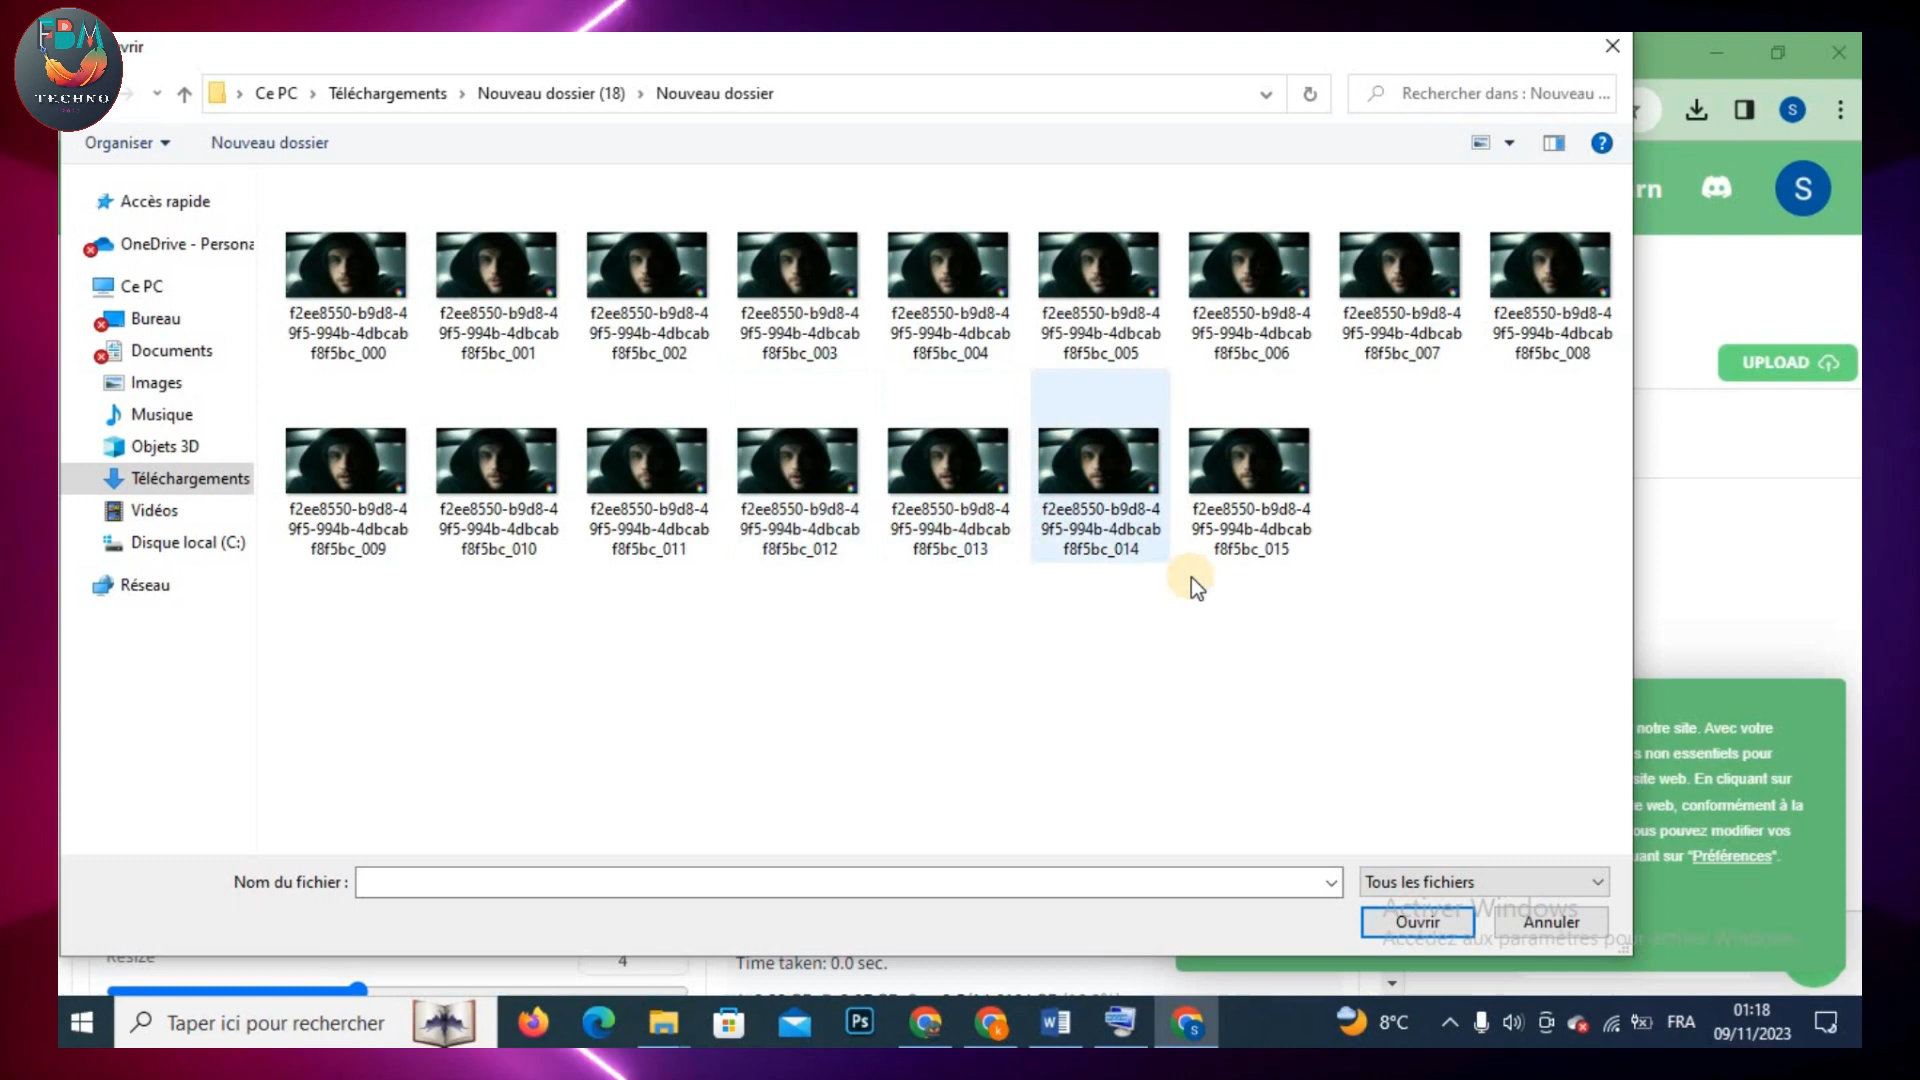 FBM
TECHNO
vrir
Ce PC > Téléchargements > Nouveau dossier (18) > Nouveau dossier
Rechercher dans : Nouveau ...
S
Organiser
Nouveau dossier
?
rn
S
Accès rapide
OneDrive - Persona
Ce PC
Bureau
Documents
Images
Musique
Objets 3D
Téléchargements
Vidéos
Disque local (C:)
Réseau
f2ee8550-b9d8-4
9f5-994b-4dbcab
f8f5bc_000
f2ee8550-b9d8-4
9f5-994b-4dbcab
f8f5bc_001
f2ee8550-b9d8-4
9f5-994b-4dbcab
f8f5bc_002
f2ee8550-b9d8-4
9f5-994b-4dbcab
f8f5bc_003
f2ee8550-b9d8-4
9f5-994b-4dbcab
f8f5bc_004
f2ee8550-b9d8-4
9f5-994b-4dbcab
f8f5bc_005
f2ee8550-b9d8-4
9f5-994b-4dbcab
f8f5bc_006
f2ee8550-b9d8-4
9f5-994b-4dbcab
f8f5bc_007
f2ee8550-b9d8-4
9f5-994b-4dbcab
f8f5bc_008
f2ee8550-b9d8-4
9f5-994b-4dbcab
f8f5bc_009
f2ee8550-b9d8-4
9f5-994b-4dbcab
f8f5bc_010
f2ee8550-b9d8-4
9f5-994b-4dbcab
f8f5bc_011
f2ee8550-b9d8-4
9f5-994b-4dbcab
f8f5bc_012
f2ee8550-b9d8-4
9f5-994b-4dbcab
f8f5bc_013
f2ee8550-b9d8-4
9f5-994b-4dbcab
f8f5bc_014
f2ee8550-b9d8-4
9f5-994b-4dbcab
f8f5bc_015
UPLOAD
notre site. Avec votre
s non essentiels pour
site web. En cliquant sur
e web, conformément à la
ous pouvez modifier vos
uant sur "Préférences".
Nom du fichier :
Tous les fichiers
Activer Windows
Ouvrir
Annuler
Accédez aux paramètres pour activer Windows.
Resize
4
Time taken: 0.0 sec.
Taper ici pour rechercher
Ps
k
W
S
8°C
FRA
01:18
09/11/2023